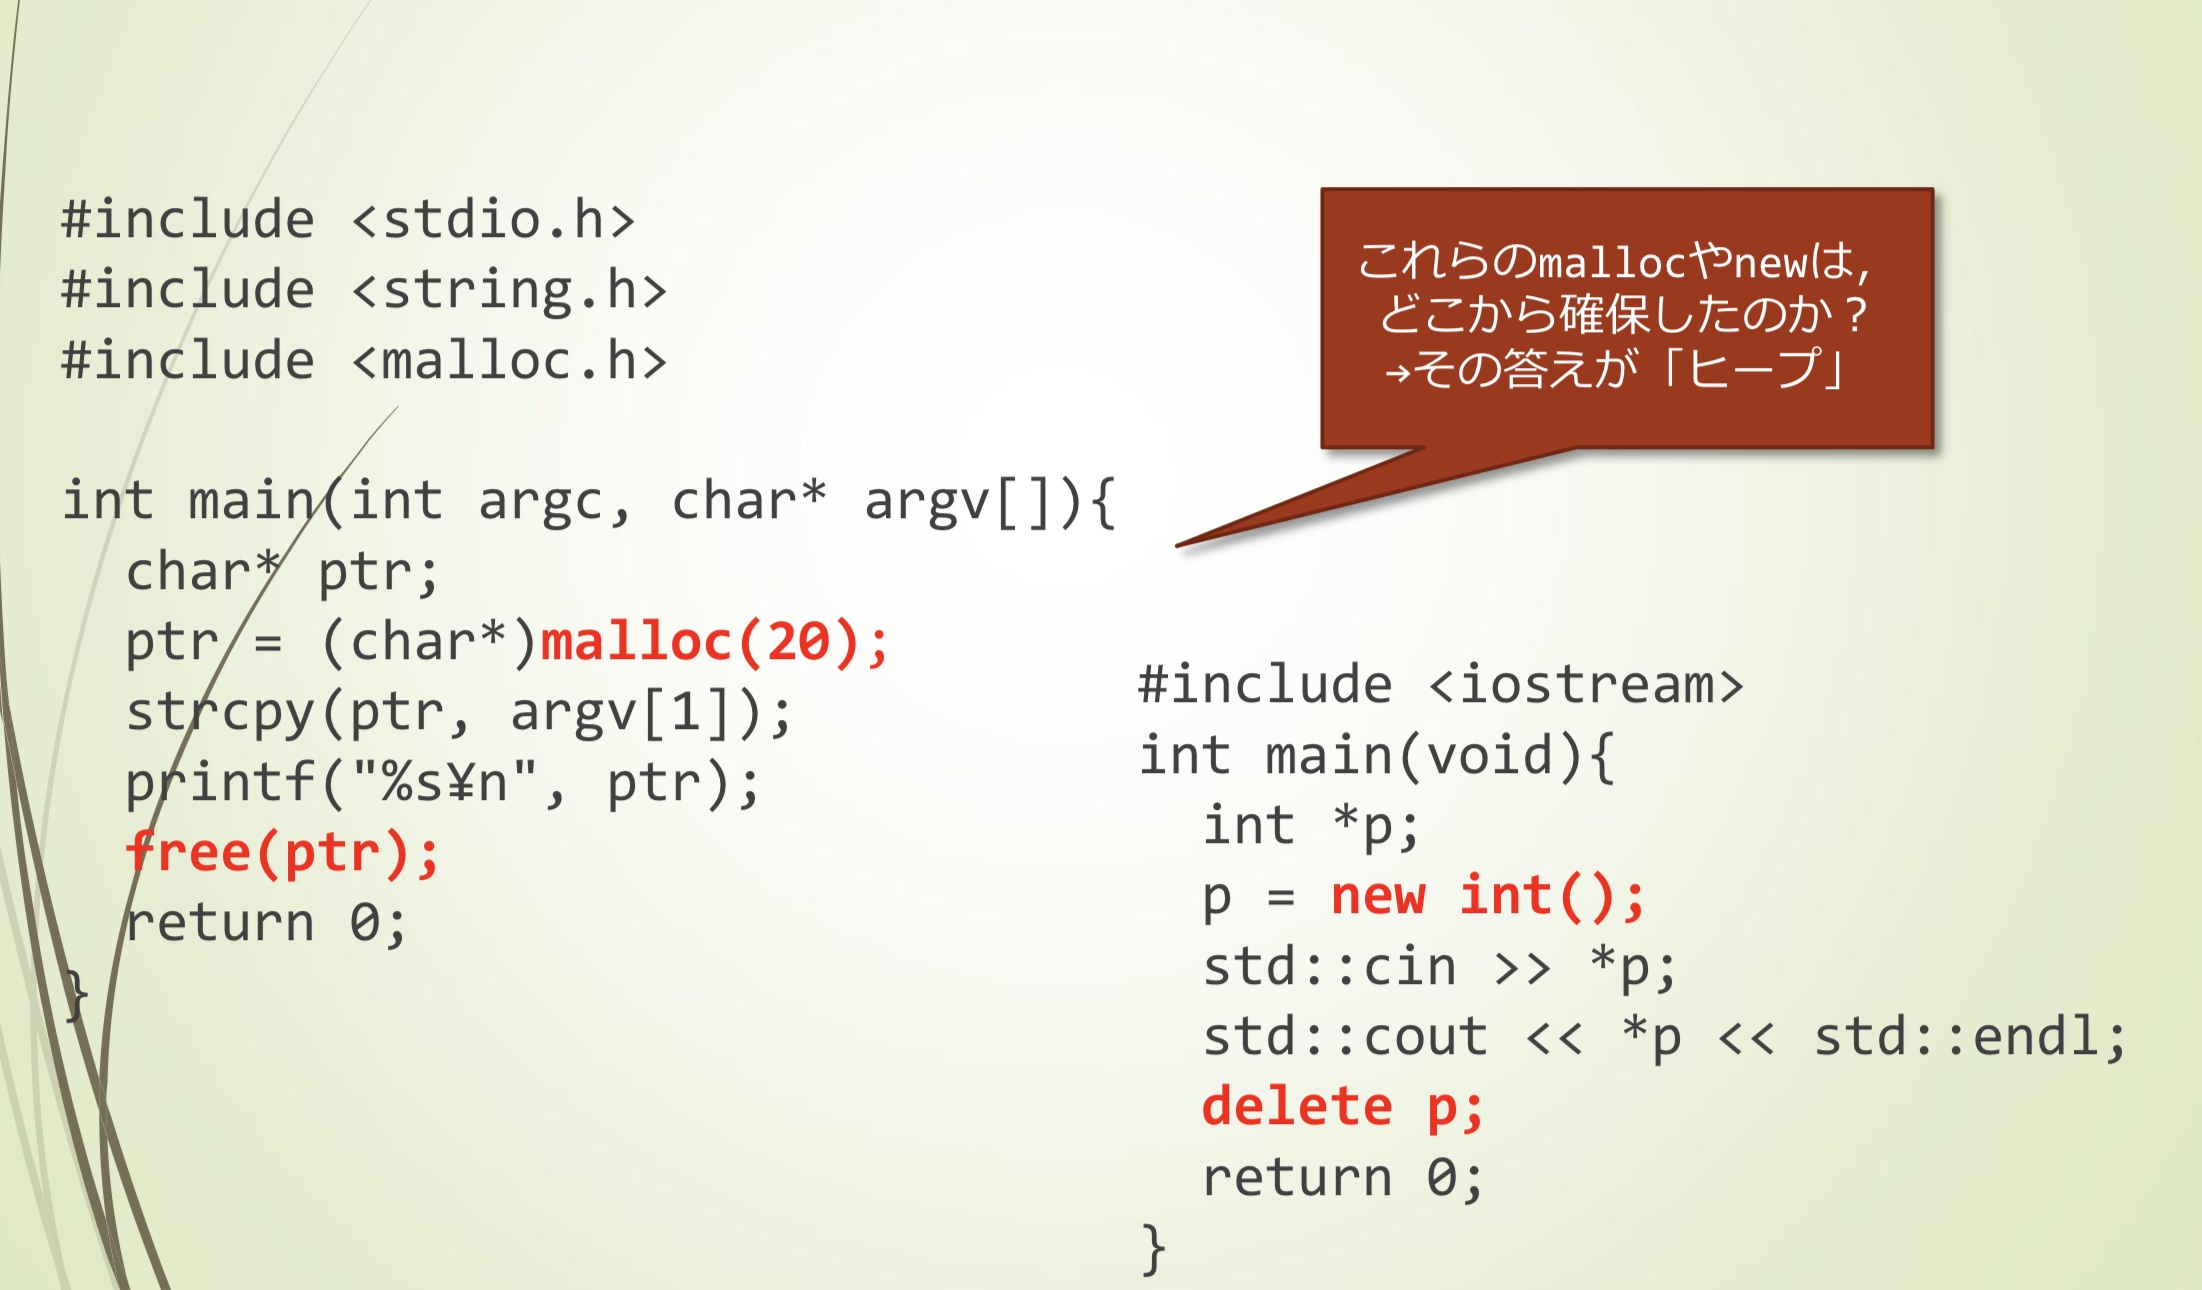 #include <stdio.h>
#include <string.h>
#include <malloc.h>
int main(int argc, char* argv[]){
char* ptr;
ptr = (char*)malloc(20);
strcpy(ptr, argv[1]);
printf("%s¥n", ptr);
free(ptr);
return 0;
}
これらのmallocやnewは,
どこから確保したのか？
→その答えが「ヒープ」
#include <iostream>
int main(void){
int *p;
p = new int();
std::cin >> *p;
std::cout << *p << std::endl;
delete p;
return 0;
}